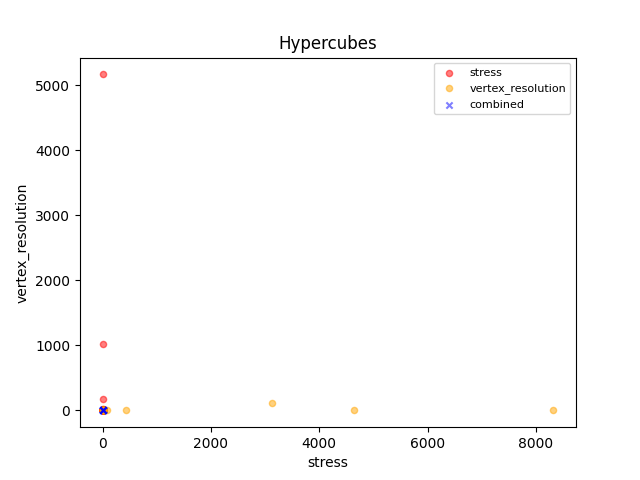 Hypercubes
stress
vertex_resolution
combined
5000
4000
3000
2000
1000
0
vertex_resolution
0 2000 4000 6000 8000
stress